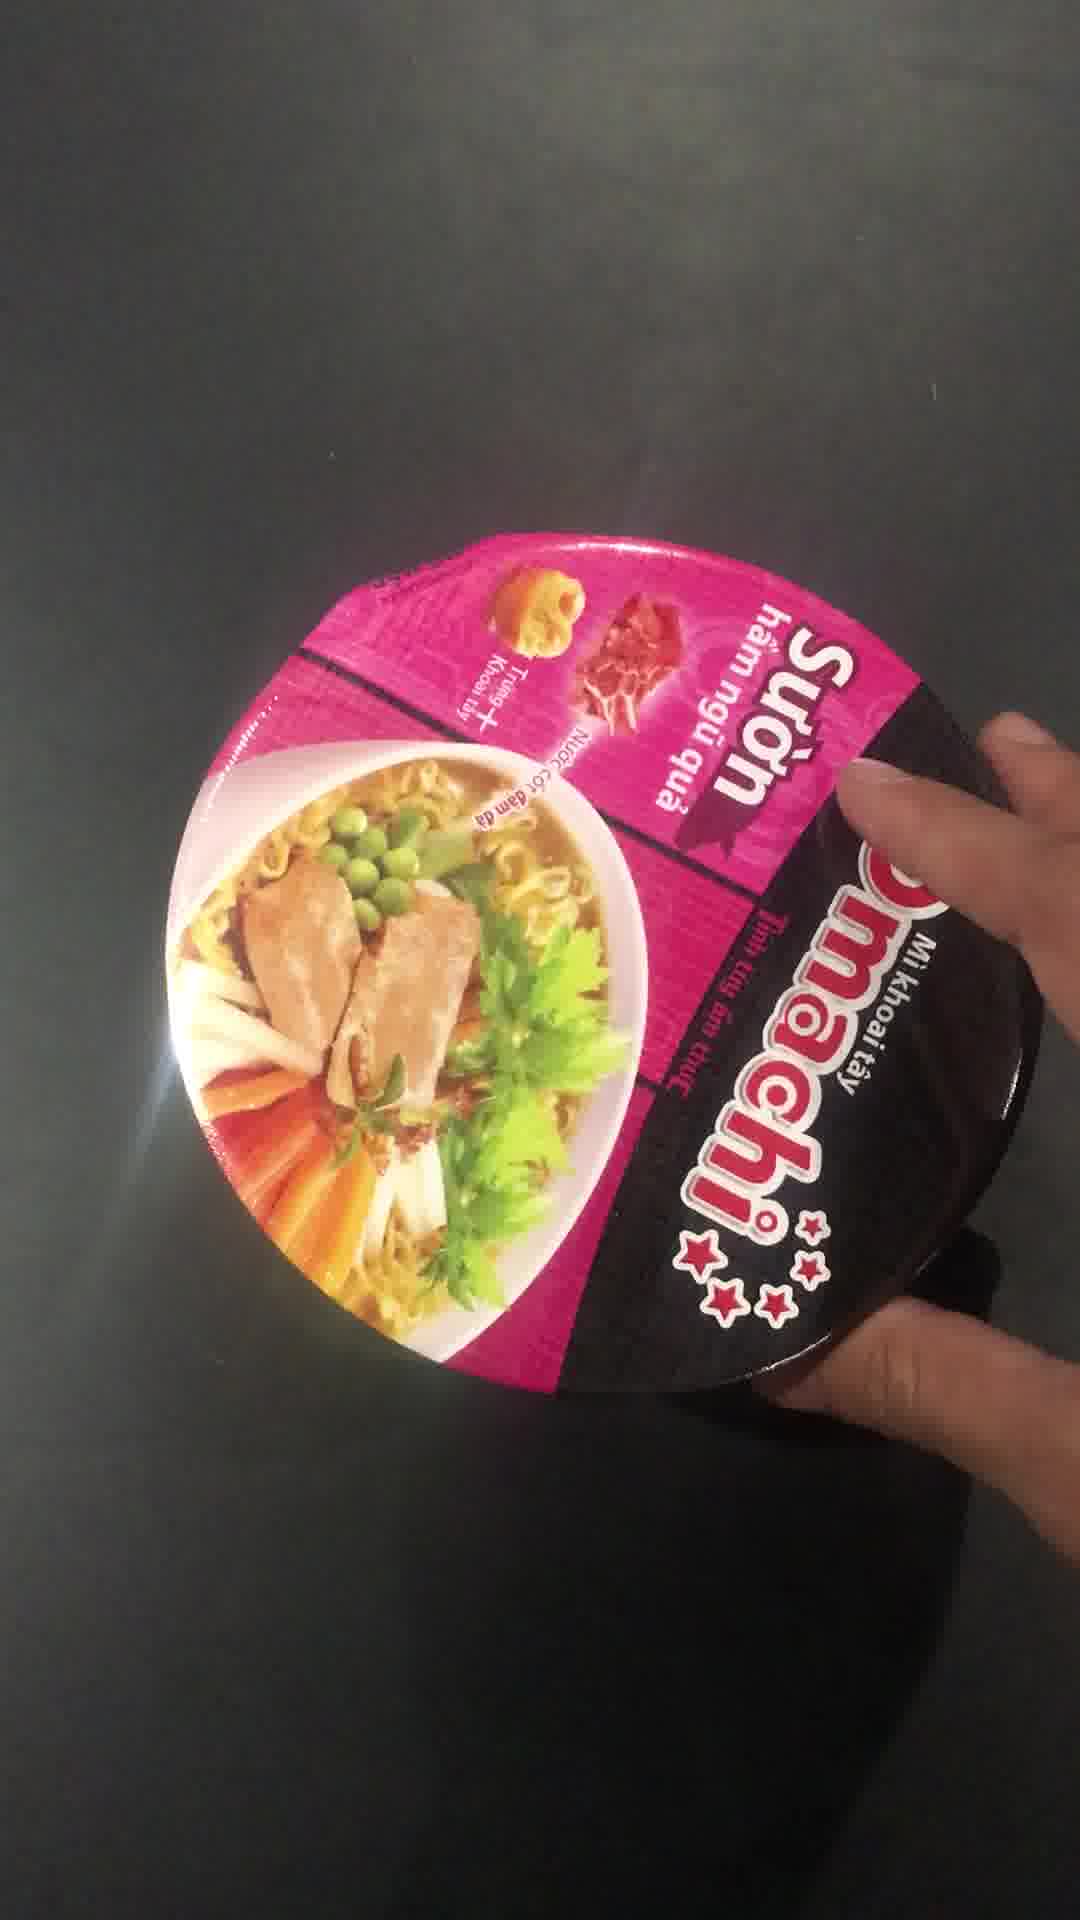 Mì khoai tây
Omachi
Tinh túy ẩm thực
Sườn
hầm ngũ quả
Nước cốt đậm đà
Trứng +
Khoai tây